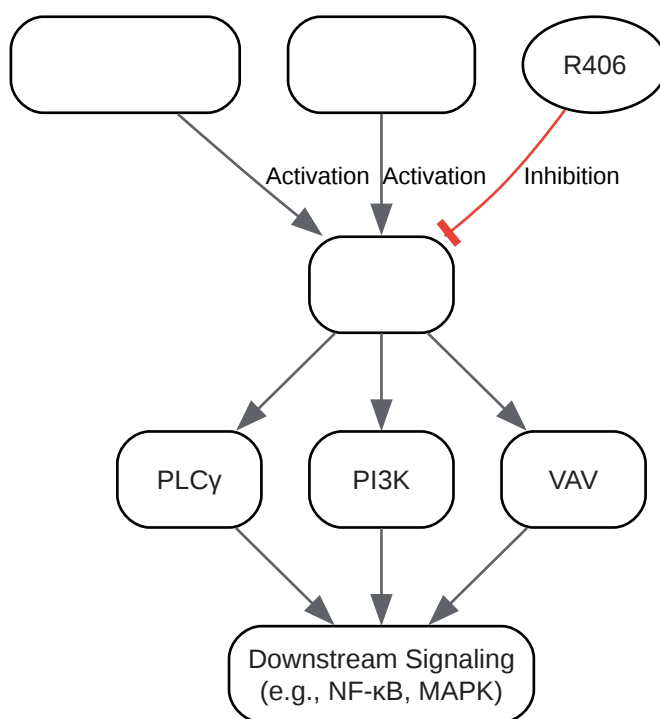 R406
Activation
Activation
Inhibition
PLCγ
PI3K
VAV
Downstream Signaling
(e.g., NF-κB, MAPK)